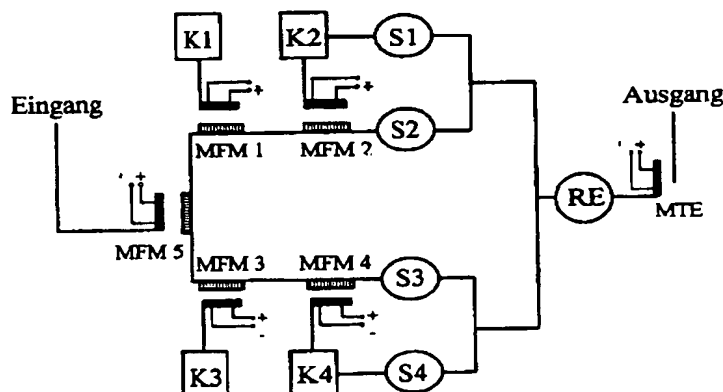 K1
K2
S1
+
+
Eingang
Ausgang
S2
MFM 1
MFM 2
+
+
RE
MTE
MFM 5
MFM 3
MFM 4
S3
+
-
+
-
K3
K4
S4